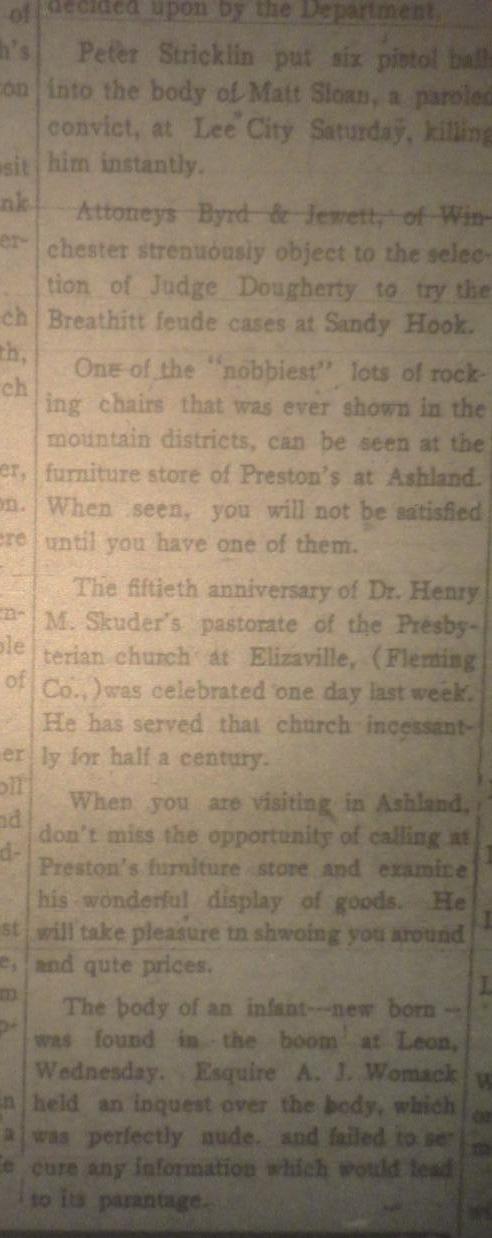 decided upon by the Department.
Peter Stricklin put six pistol ball
into the body of Matt Sloan, a paroled
convict, at Lee City Saturday, killing
him instantly.
Attoneys Byrd & Jewett, of Win-
chester strenuously object to the selec-
tion of Judge Dougherty to try the
Breathitt feude cases at Sandy Hook.
One of the "nobbiest" lots of rock-
ing chairs that was ever shown in the
mountain districts, can be seen at the
furniture store of Preston's at Ashland.
When seen, you will not be satisfied
until you have one of them.
The fiftieth anniversary of Dr. Henry
M. Skuder's pastorate of the Presby-
terian church at Elizaville, (Fleming
Co.,)was celebrated one day last week.
He has served that church incessant-
ly for half a century.
When you are visiting in Ashland,
don't miss the opportunity of calling at
Preston's furniture store and examine
his wonderful display of goods. He
will take pleasure in shwoing you around
and qute prices.
The body of an infant---new born --
was found in the boom at Leon,
Wednesday. Esquire A. J. Womack
held an inquest over the body, which
was perfectly nude. and failed to se-
cure any information which would lead
to its parantage.